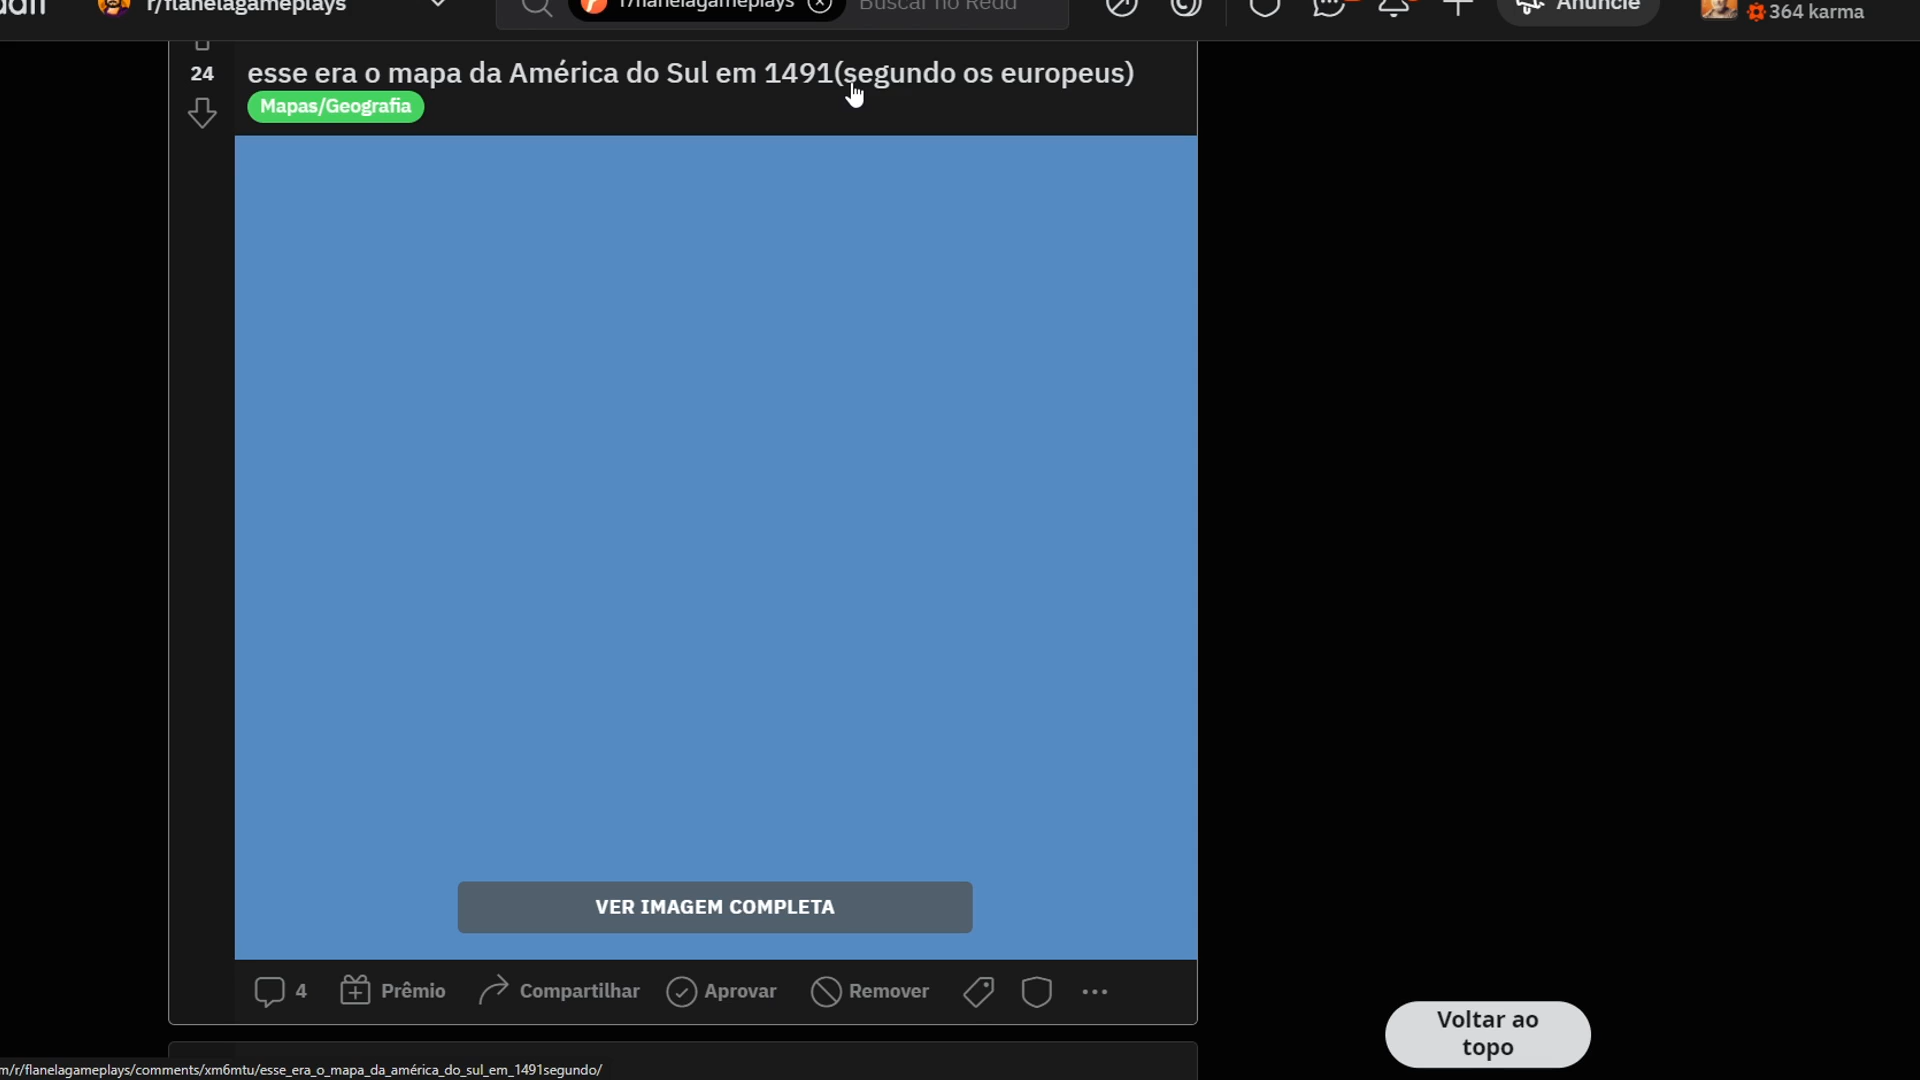 r/flanelagameplays
r/flanelagameplays
Buscar no Redd
Anuncie
364 karma
24
esse era o mapa da América do Sul em 1491(segundo os europeus)
Mapas/Geografia
VER IMAGEM COMPLETA
4
Prêmio
Compartilhar
Aprovar
Remover
Voltar ao
topo
m/r/flanelagameplays/comments/xm6mtu/esse_era_o_mapa_da_américa_do_sul_em_1491segundo/